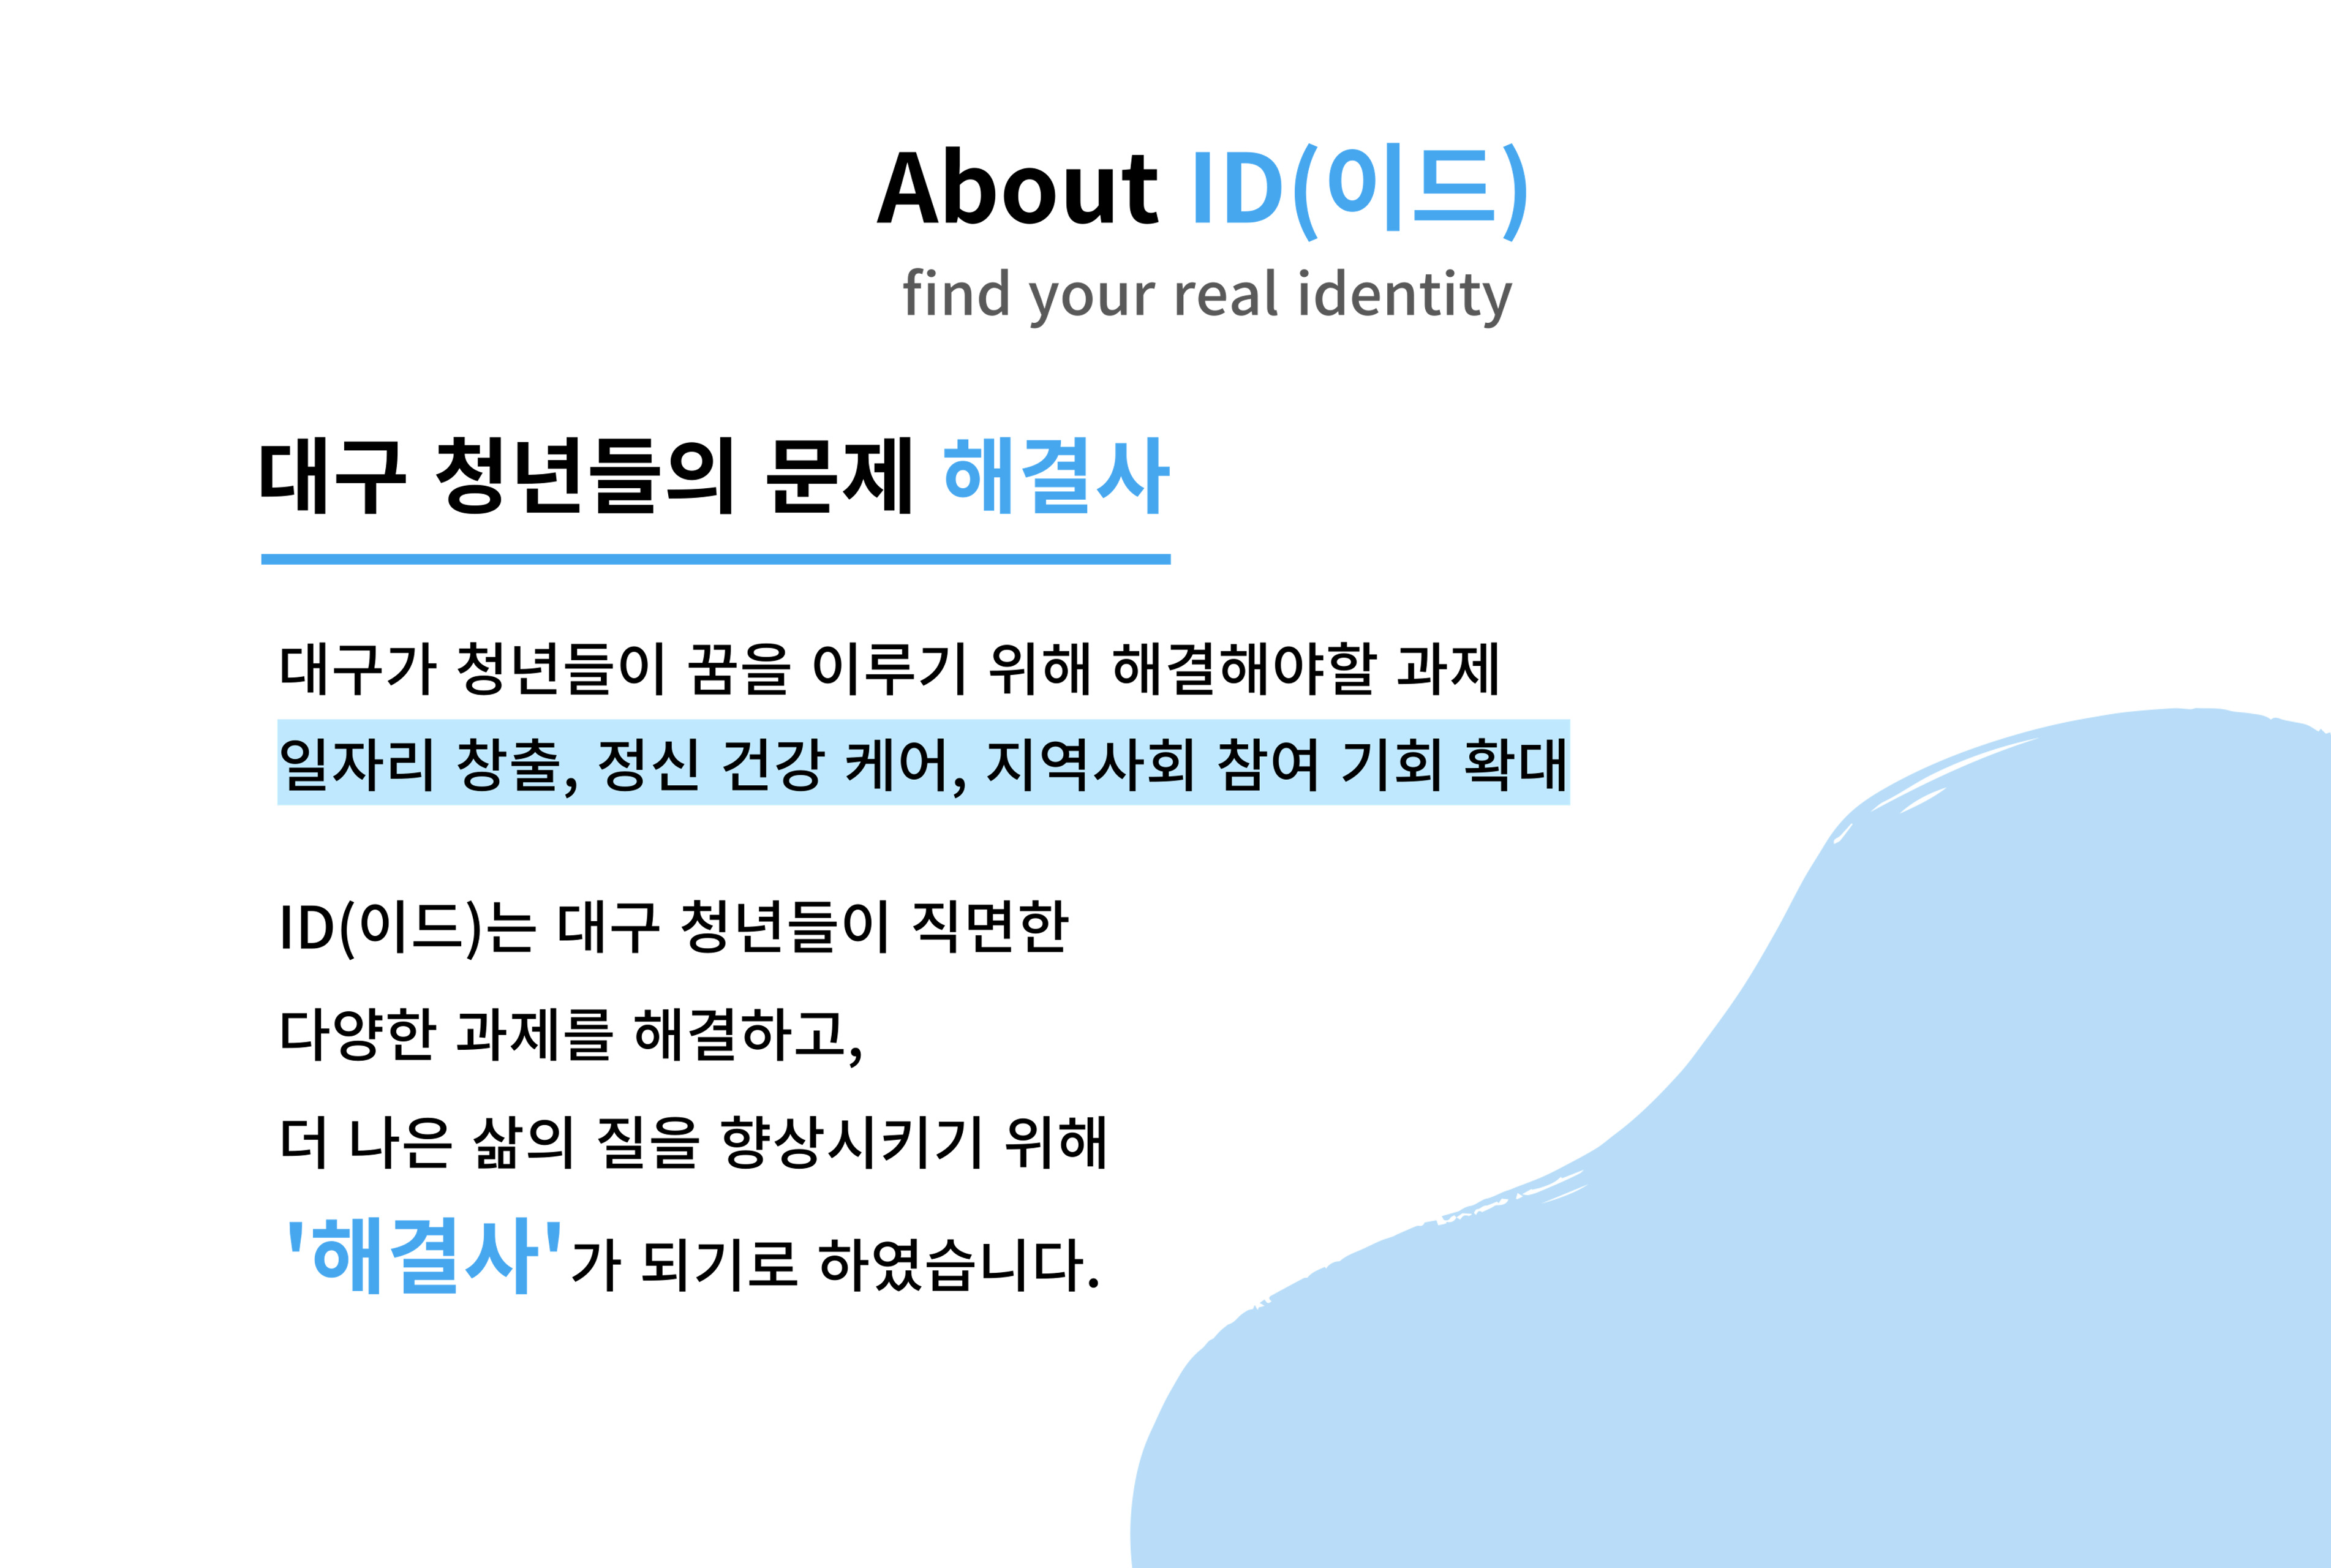 About ID(이드)
find your real identity
대구 청년들의 문제 해결사
대구가 청년들이 꿈을 이루기 위해 해결해야할 과제
일자리 창출, 정신 건강 케어, 지역사회 참여 기회 확대
ID(이드)는 대구 청년들이 직면한
다양한 과제를 해결하고,
더 나은 삶의 질을 향상시키기 위해
'해결사'가 되기로 하였습니다.